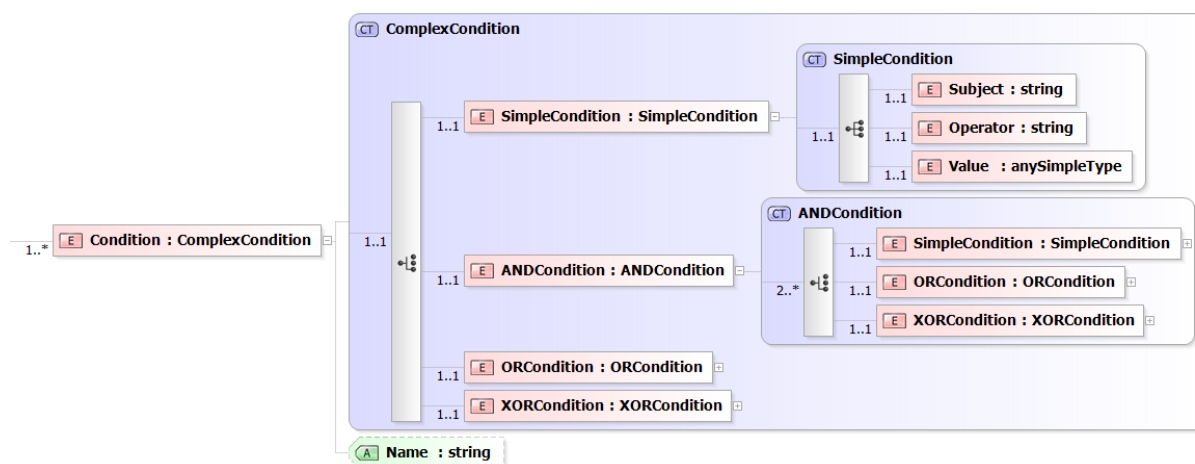 CT ComplexCondition
CT SimpleCondition
E Subject : string
1..1
E SimpleCondition : SimpleCondition
1..1
E Operator : string
1..1
1..1
E Value : anySimpleType
1..1
CT ANDCondition
E Condition : ComplexCondition
1..*
1..1
E SimpleCondition : SimpleCondition
1..1
E ANDCondition : ANDCondition
1..1
E ORCondition : ORCondition
2..*
1..1
E XORCondition : XORCondition
1..1
E ORCondition : ORCondition
1..1
E XORCondition : XORCondition
1..1
A Name : string